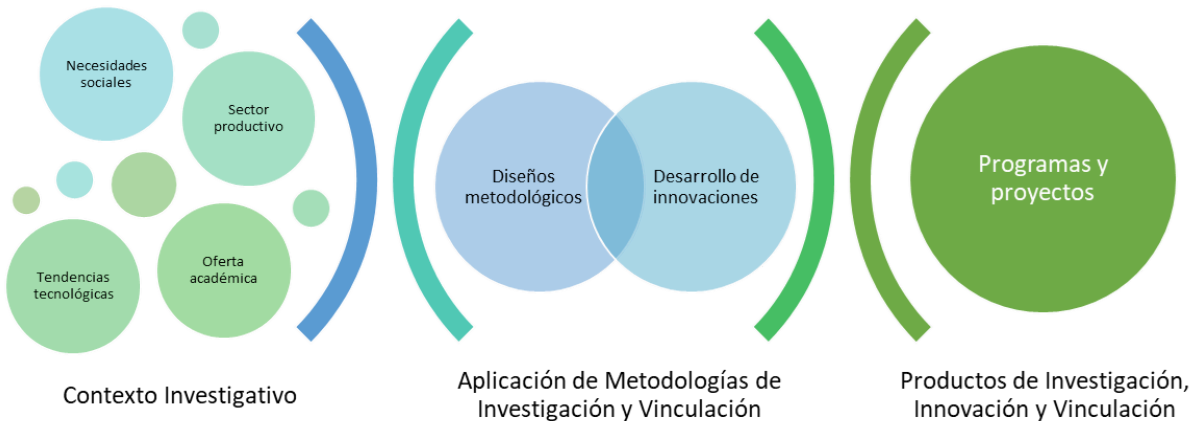 Necesidades
sociales
Sector
productivo
Tendencias
tecnológicas
Oferta
académica
Contexto Investigativo
Diseños
metodológicos
Desarrollo de
innovaciones
Aplicación de Metodologías de
Investigación y Vinculación
Programas y
proyectos
Productos de Investigación,
Innovación y Vinculación